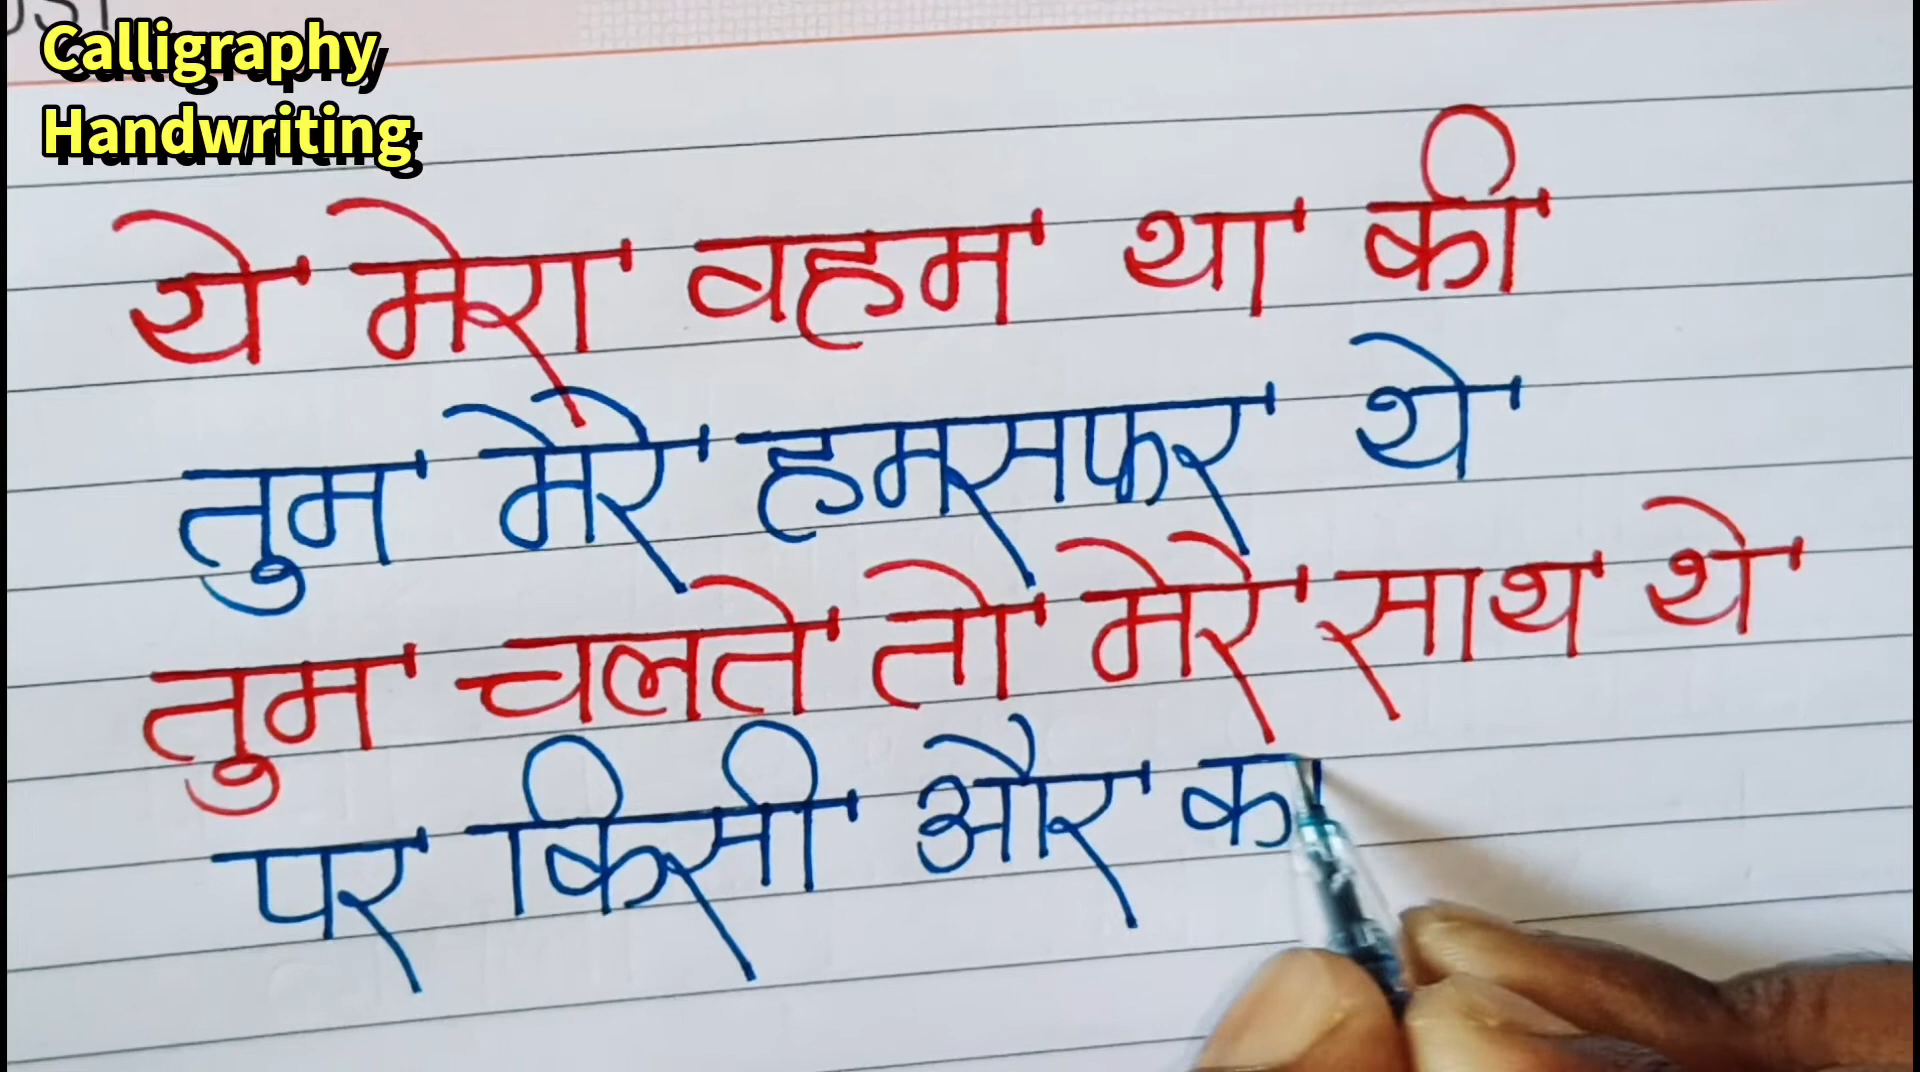 Calligraphy
Handwriting
ये मेरा वहम था की
तुम मेरे हमसफर थे
तुम चलते तो मेरे साथ थे
पर किसी और